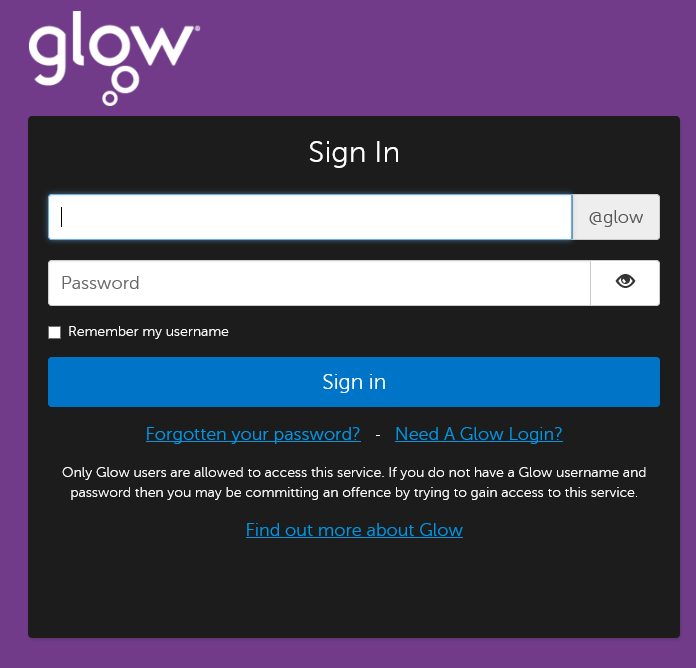 glow
Sign In
@glow
Password
Remember my username
Sign in
Forgotten your password? - Need A Glow Login?
Only Glow users are allowed to access this service. If you do not have a Glow username and
password then you may be committing an offence by trying to gain access to this service.
Find out more about Glow